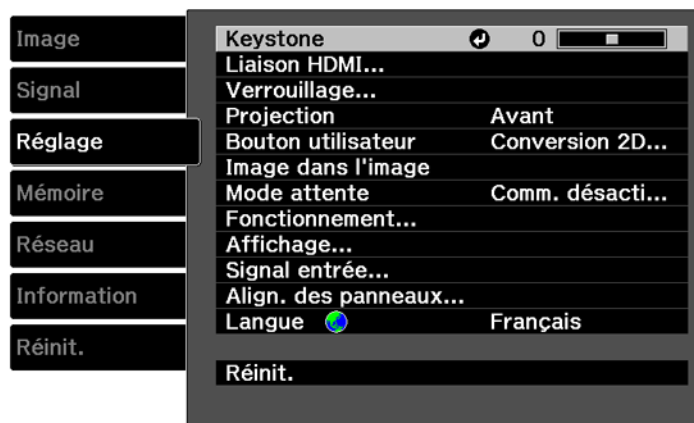 Image
Signal
Réglage
Mémoire
Réseau
Information
Réinit.
Keystone 0
Liaison HDMI...
Verrouillage...
Projection Avant
Bouton utilisateur Conversion 2D...
Image dans l'image
Mode attente Comm. désacti...
Fonctionnement...
Affichage...
Signal entrée...
Align. des panneaux...
Langue Français
Réinit.